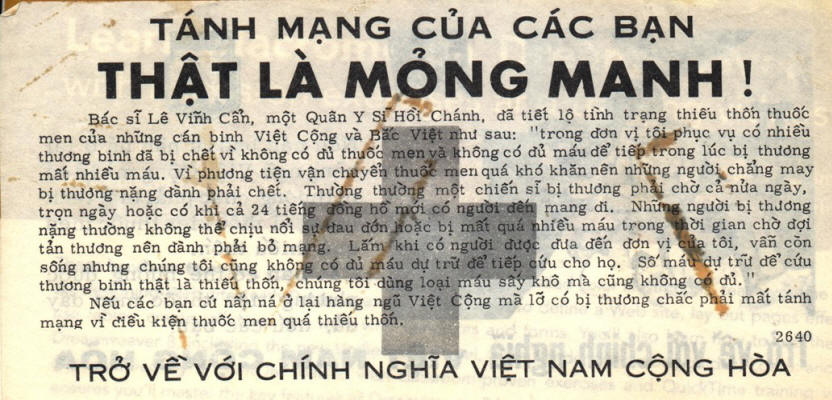 TÁNH MẠNG CỦA CÁC BẠN
THẬT LÀ MỎNG MANH !
Bác sĩ Lê Vĩnh Cẩn, một Quân Y Sĩ Hồi Chánh, đã tiết lộ tình trạng thiếu thốn thuốc
men của những cán binh Việt Cộng và Bắc Việt như sau: "trong đơn vị tôi phục vụ có nhiều
thương binh đã bị chết vì không có đủ thuốc men và không có đủ máu để tiếp trong lúc bị thương
mất nhiều máu. Vì phương tiện vận chuyển thuốc men quá khó khăn nên những người chẳng may
bị thương nặng đành phải chết. Thường thường một chiến sĩ bị thương phải chờ cả nửa ngày,
trọn ngày hoặc có khi cả 24 tiếng đồng hồ mới có người đến mang đi. Những người bị thương
nặng thường không thể chịu nổi sự đau đớn hoặc bị mất quá nhiều máu trong thời gian chờ đợi
tản thương nên đành phải bỏ mạng. Lắm khi có người được đưa đến đơn vị của tôi, vẫn còn
sống nhưng chúng tôi cũng không có đủ máu dự trữ để tiếp cứu cho họ. Số máu dự trữ để cứu
thương binh thật là thiếu thốn, chúng tôi dùng loại máu sấy khô mà cũng không có đủ."
Nếu các bạn cứ nấn ná ở lại hàng ngũ Việt Cộng mà lỡ có bị thương chắc phải mất tánh
mạng vì điều kiện thuốc men quá thiếu thốn.
2640
TRỞ VỀ VỚI CHÍNH NGHĨA VIỆT NAM CỘNG HÒA